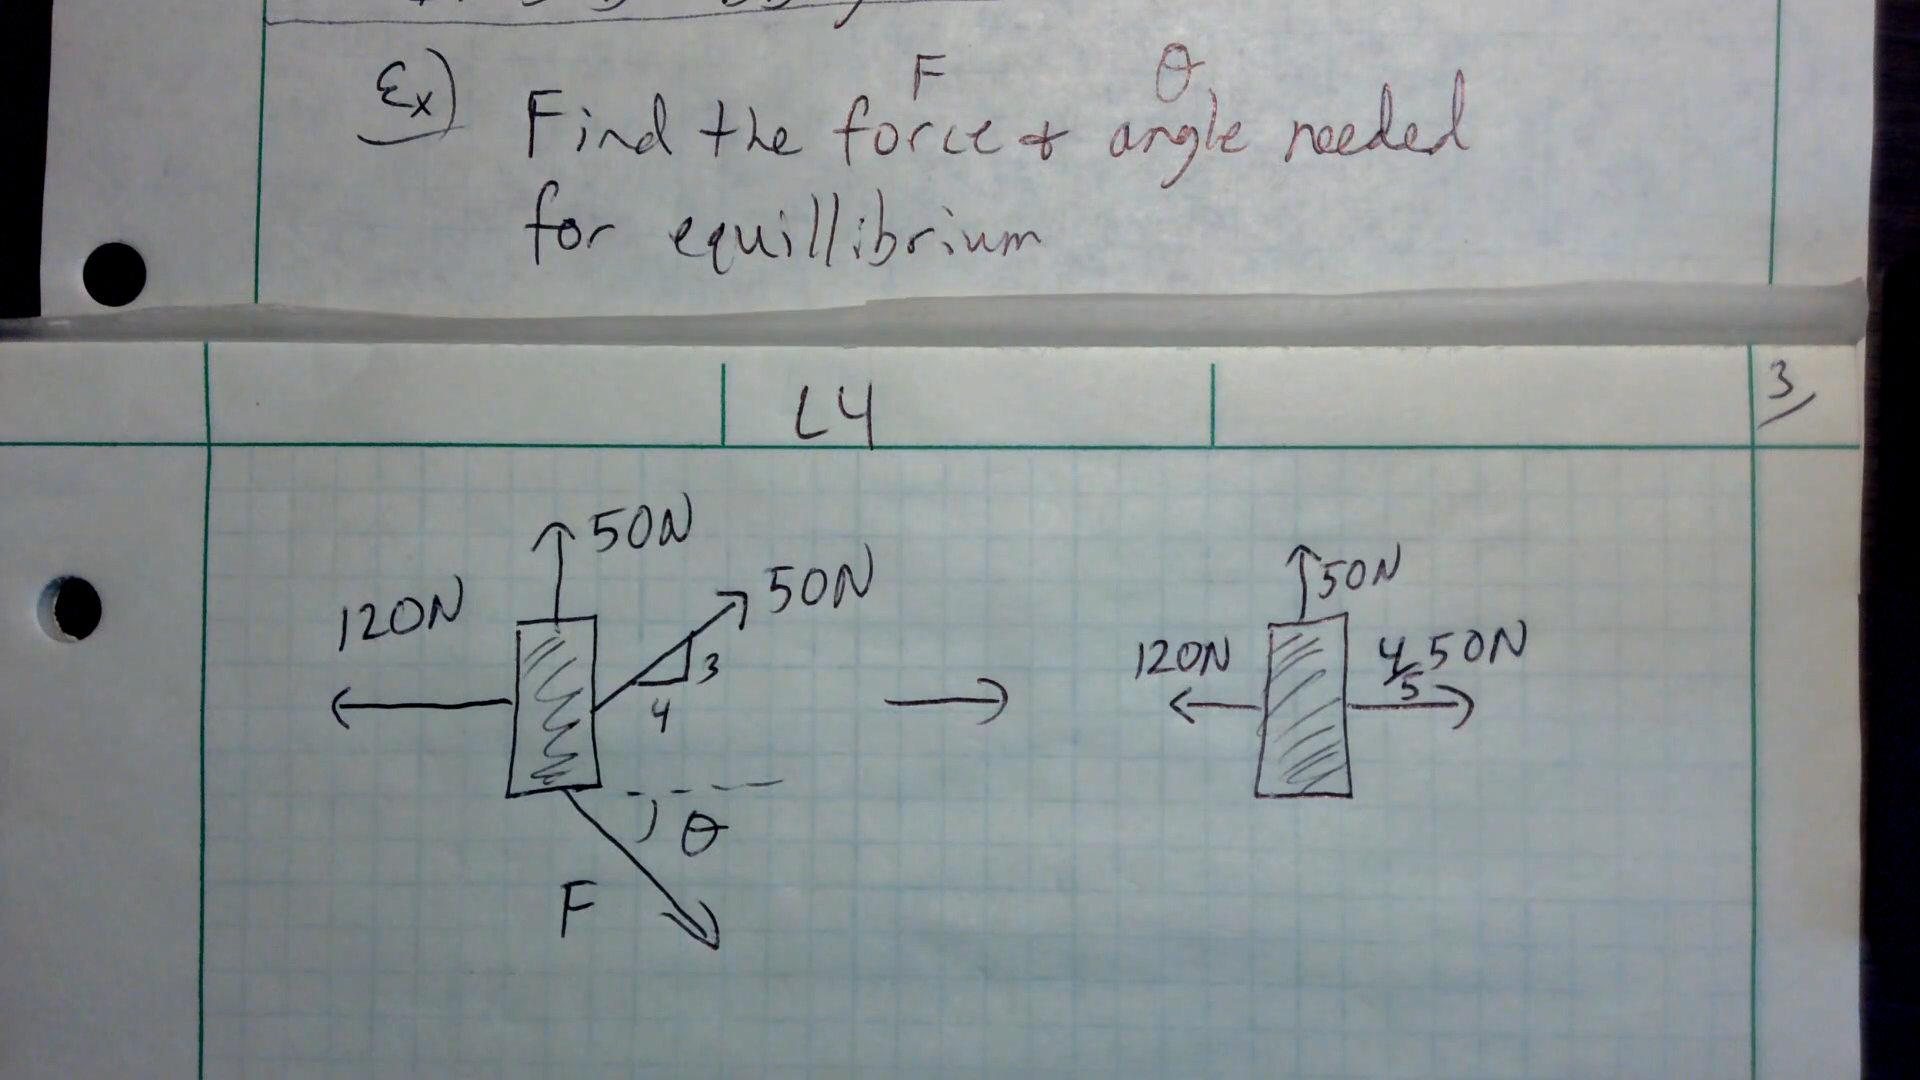 Ex)
F θ
Find the force & angle needed
for equillibrium
L4
3/
50N
120N
50N
3
4
θ
F
50N
120N
4/5 50N